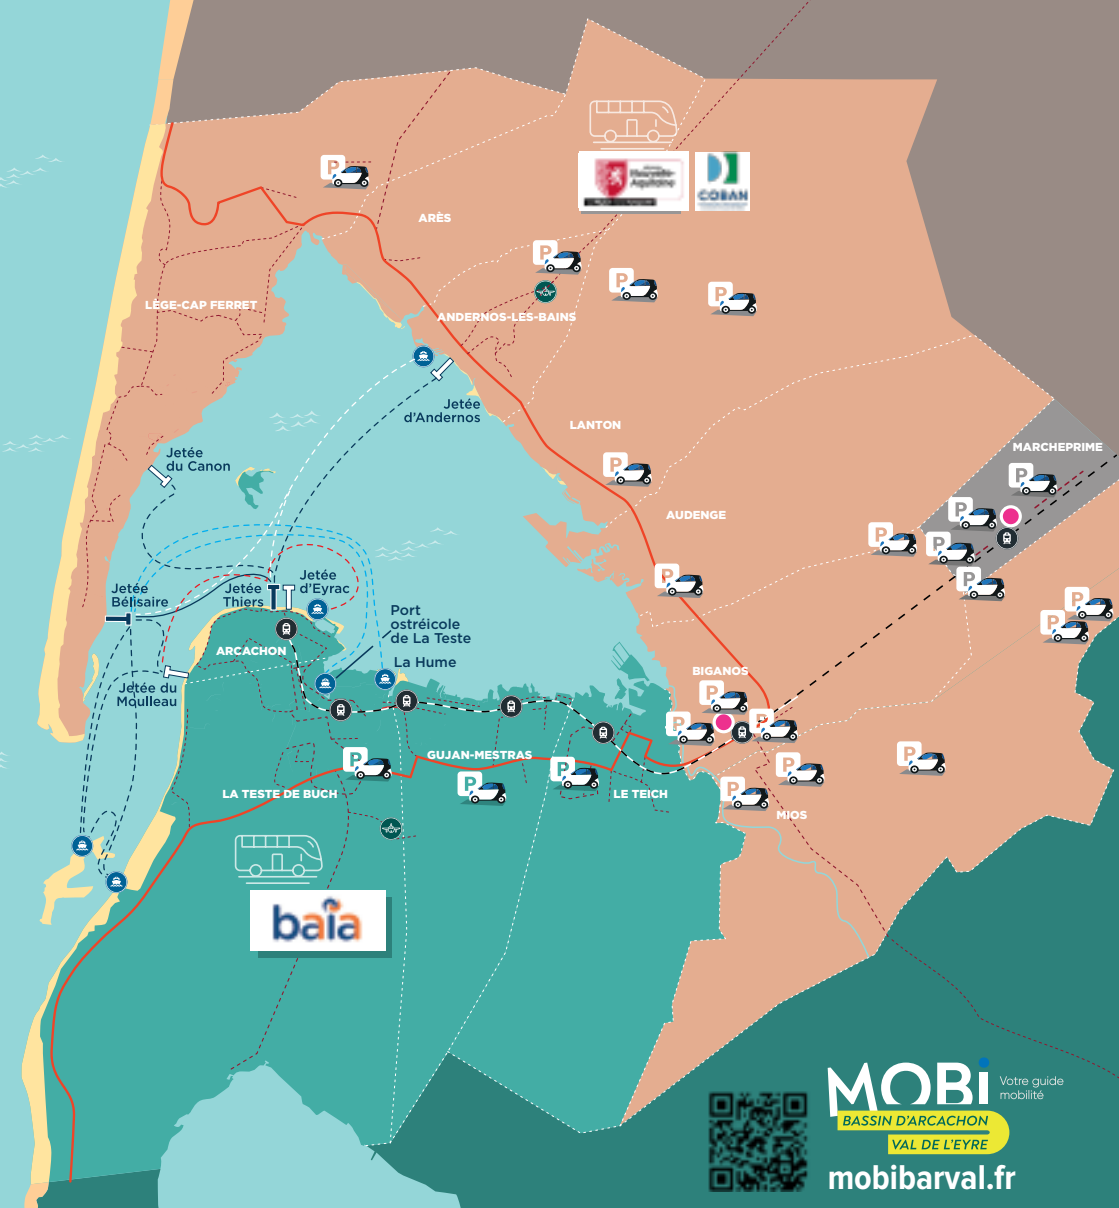 P
Nouvelle-
Aquitaine
COBAN
ARÈS
P
P
P
LÈGE-CAP FERRET
ANDERNOS-LES-BAINS
Jetée
d'Andernos
LANTON
MARCHEPRIME
Jetée
du Canon
P
P
AUDENGE
P
P
P
Jetée
Bélisaire
Jetée
Thiers
Jetée
d'Eyrac
P
P
P
P
Port
ostréicole
de La Teste
ARCACHON
La Hume
BIGANOS
Jetée du
Moulleau
P
P
P
GUJAN-MESTRAS
P
P
P
P
P
P
LA TESTE DE BUCH
LE TEICH
MIOS
baïa
MOBi
Votre guide
mobilité
BASSIN D'ARCACHON
VAL DE L'EYRE
mobibarval.fr